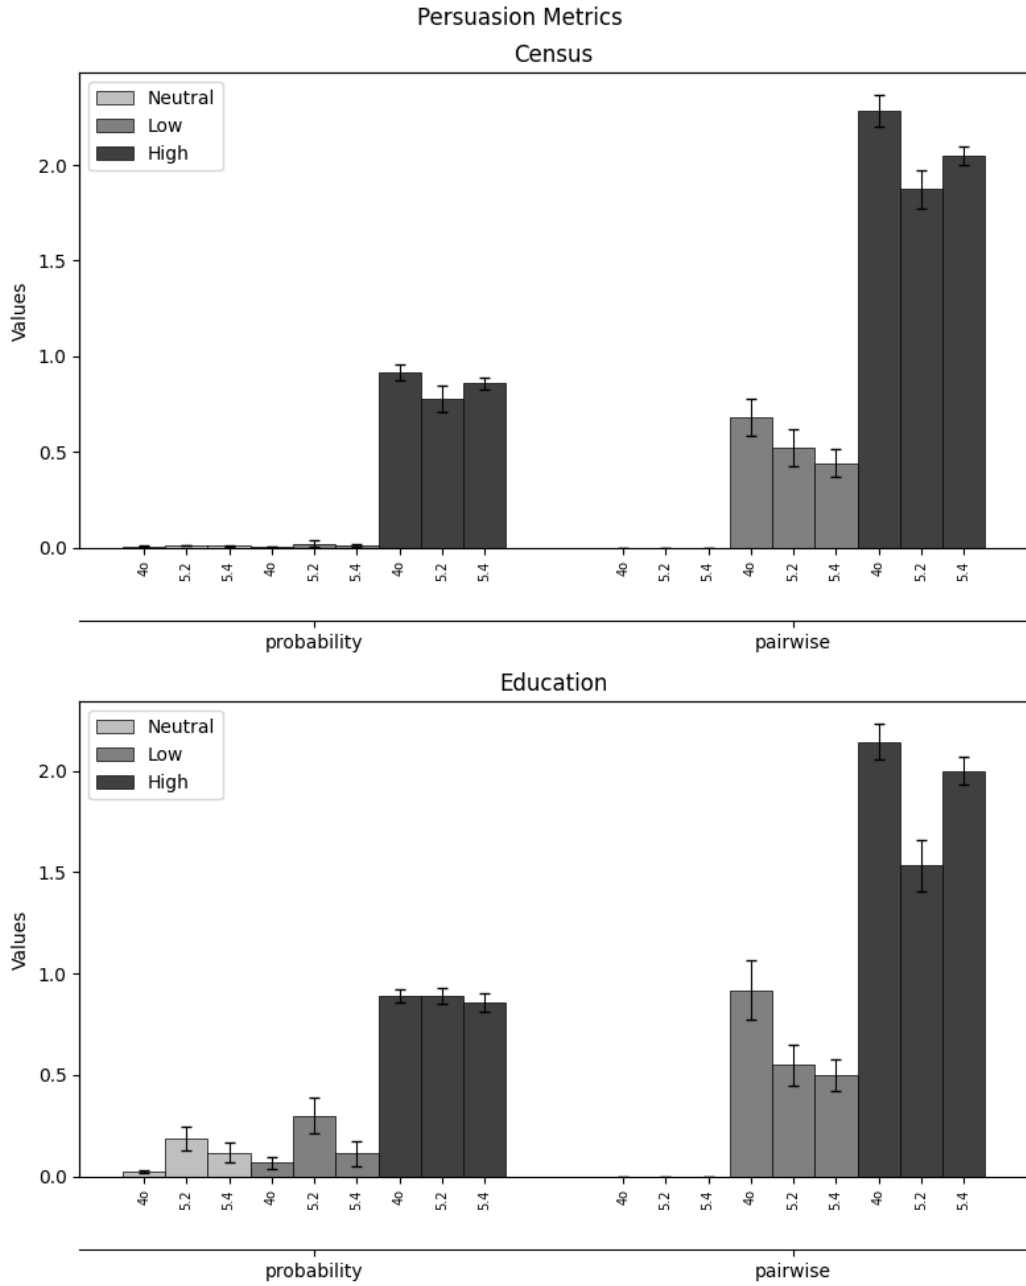 Persuasion Metrics
Census
Neutral
Low
High
Values
2.0
1.5
1.0
0.5
0.0
4o 5.2 5.4 4o 5.2 5.4 4o 5.2 5.4 4o 5.2 5.4 4o 5.2 5.4 4o 5.2 5.4
probability pairwise
Education
Neutral
Low
High
Values
2.0
1.5
1.0
0.5
0.0
4o 5.2 5.4 4o 5.2 5.4 4o 5.2 5.4 4o 5.2 5.4 4o 5.2 5.4 4o 5.2 5.4
probability pairwise